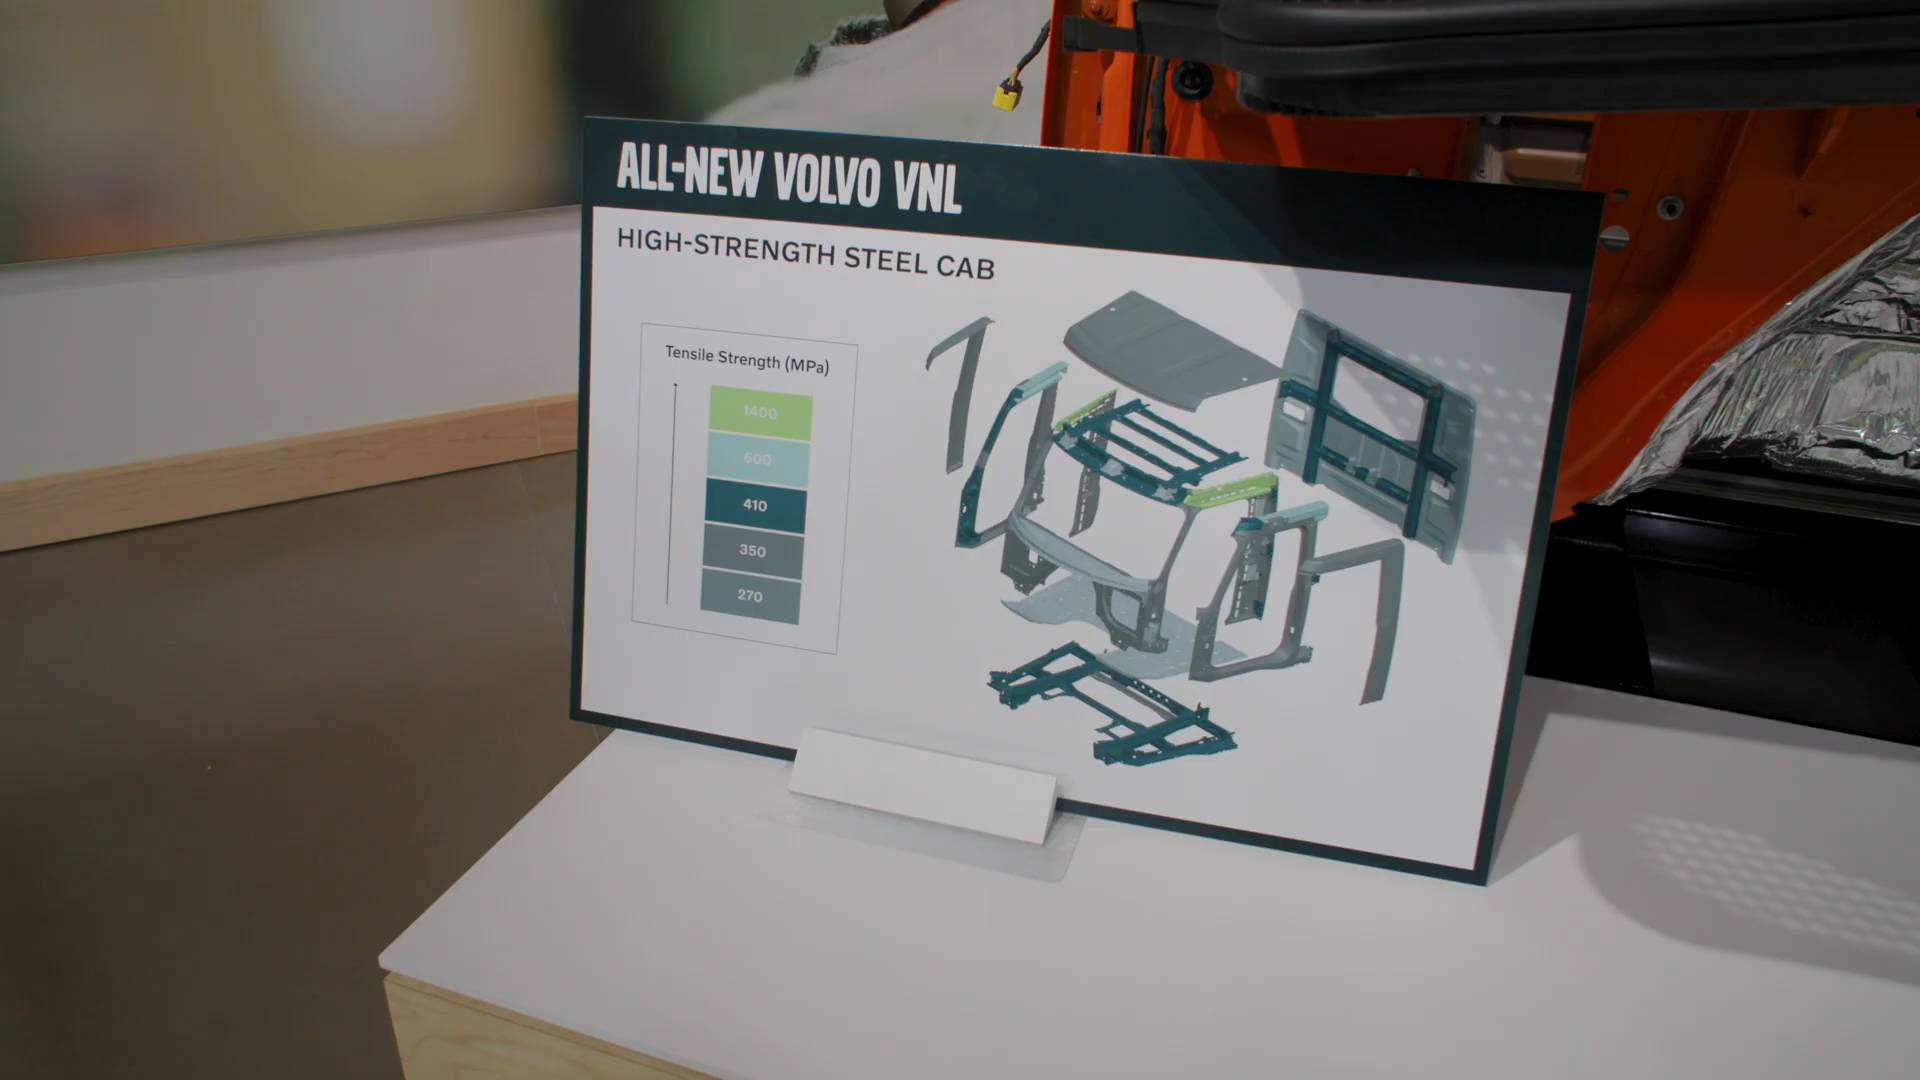 ALL-NEW VOLVO VNL
HIGH-STRENGTH STEEL CAB
Tensile Strength (MPa)
1400
600
410
350
270